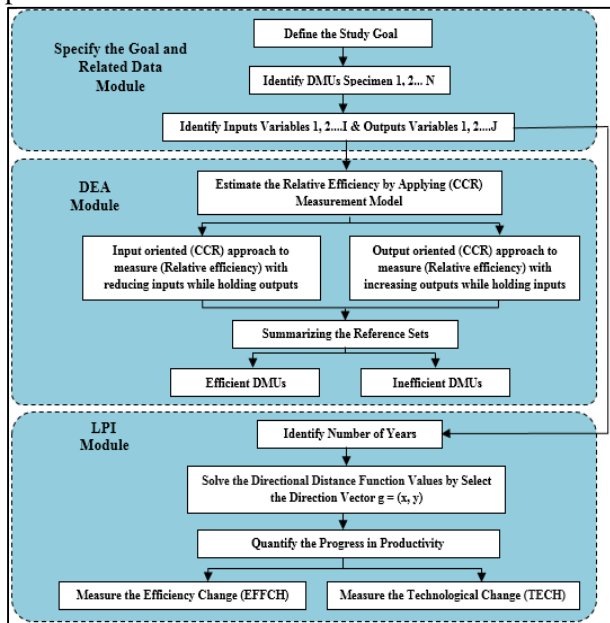 Specify the Goal and
Related Data
Module
Define the Study Goal
Identify DMUs Specimen 1, 2... N
Identify Inputs Variables 1, 2....I & Outputs Variables 1, 2....J
DEA
Module
Estimate the Relative Efficiency by Applying (CCR)
Measurement Model
Input oriented (CCR) approach to
measure (Relative efficiency) with
reducing inputs while holding outputs
Output oriented (CCR) approach to
measure (Relative efficiency) with
increasing outputs while holding inputs
Summarizing the Reference Sets
Efficient DMUs
Inefficient DMUs
LPI
Module
Identify Number of Years
Solve the Directional Distance Function Values by Select
the Direction Vector g = (x, y)
Quantify the Progress in Productivity
Measure the Efficiency Change (EFFCH)
Measure the Technological Change (TECH)